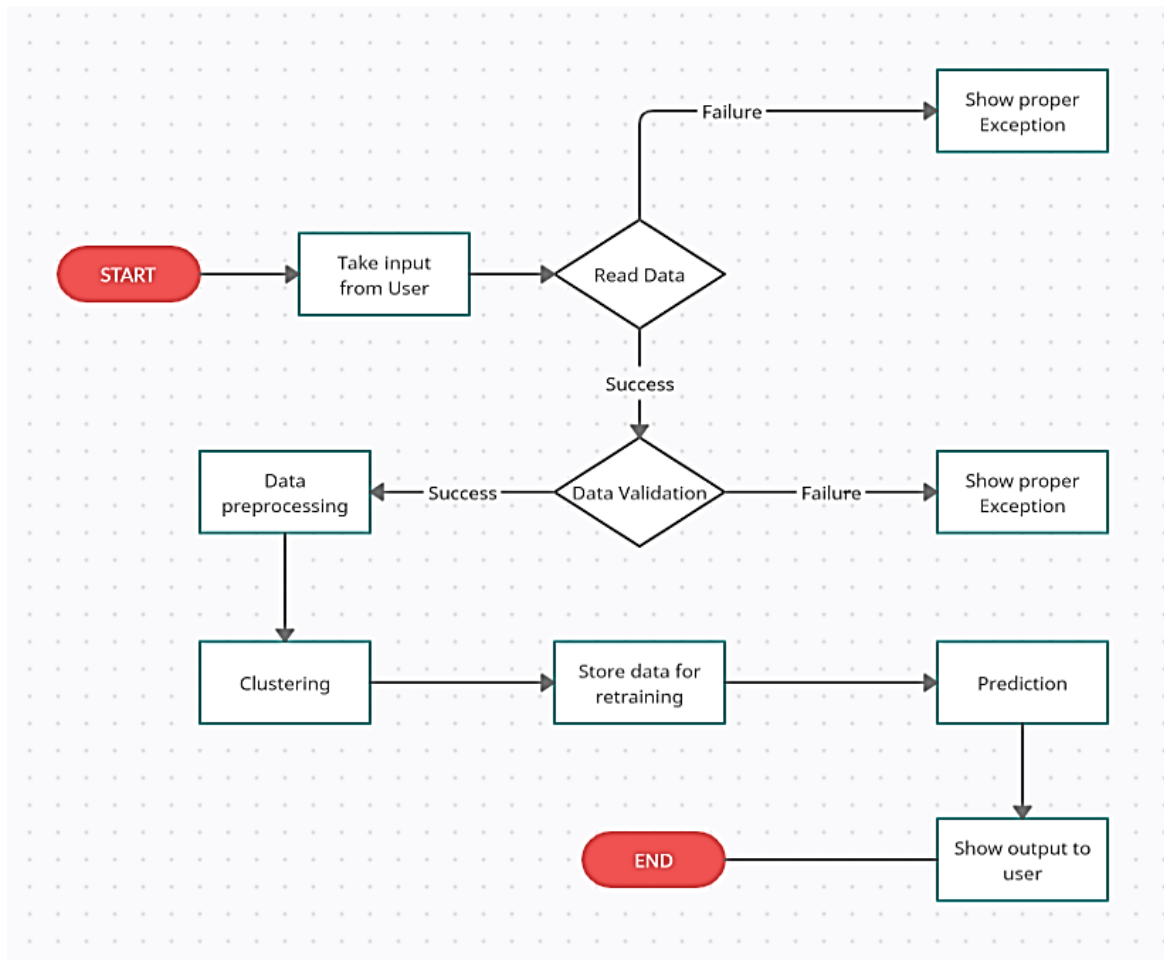 Failure
Show proper
Exception
START
Take input
from User
Read Data
Success
Data
preprocessing
Success
Data Validation
Failure
Show proper
Exception
Clustering
Store data for
retraining
Prediction
END
Show output to
user